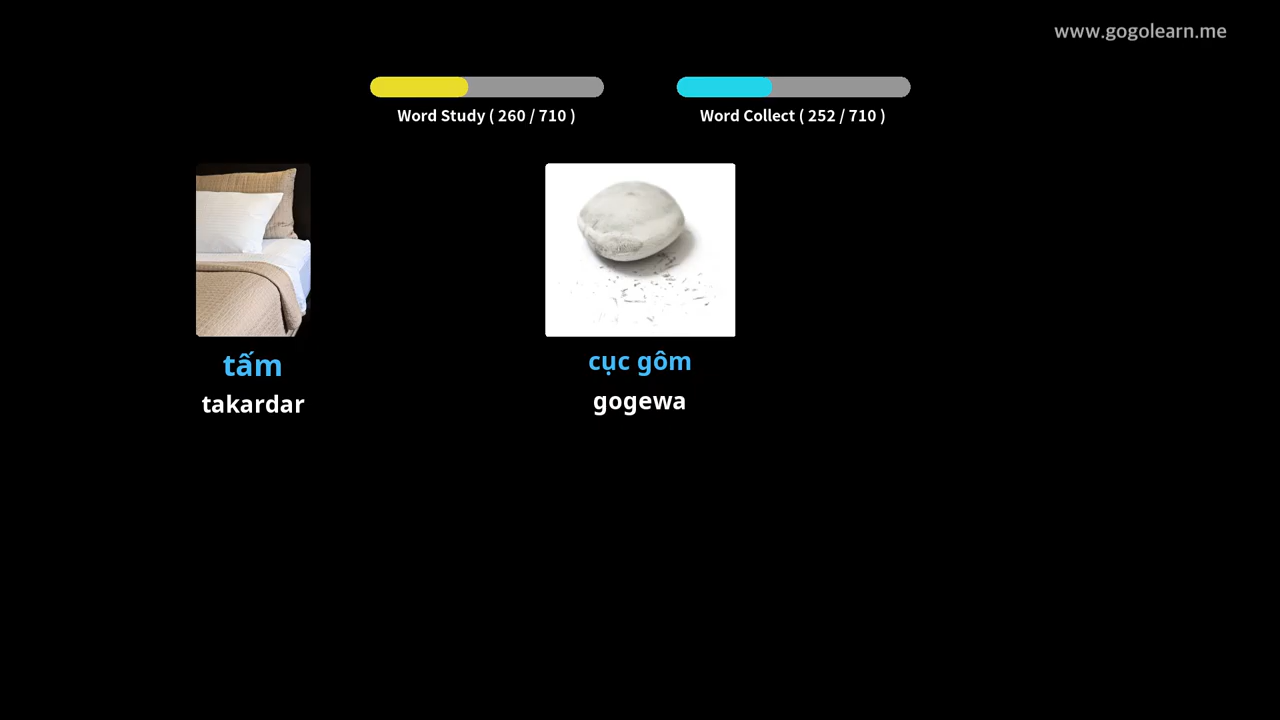 www.gogolearn.me
Word Study ( 260 / 710 )
Word Collect ( 252 / 710 )
tấm
cục gôm
takardar
gogewa